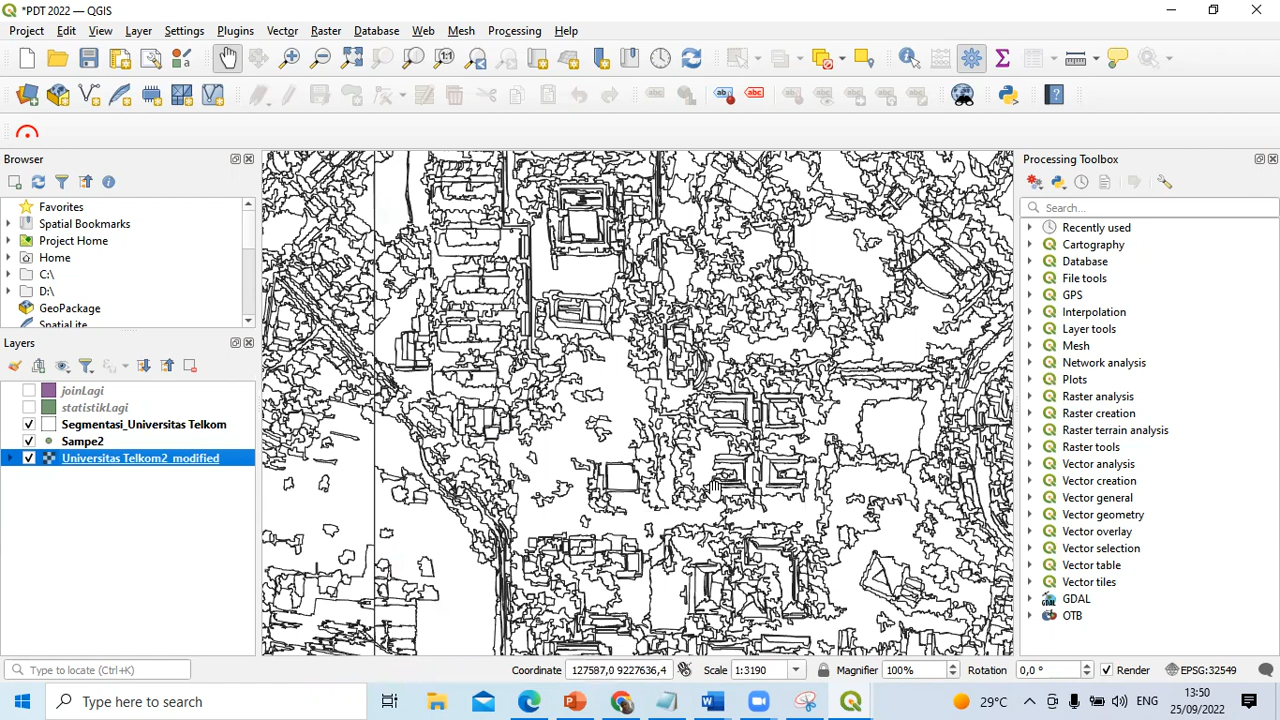 *PDT 2022 — QGIS
Project Edit View Layer Settings Plugins Vector Raster Database Web Mesh Processing Help
Browser
Favorites
Spatial Bookmarks
Project Home
Home
C:\
D:\
GeoPackage
SpatiaLite
Layers
joinLagi
statistikLagi
Segmentasi_Universitas Telkom
Sampe2
Universitas Telkom2_modified
Processing Toolbox
Search...
Recently used
Cartography
Database
File tools
GPS
Interpolation
Layer tools
Mesh
Network analysis
Plots
Raster analysis
Raster creation
Raster terrain analysis
Raster tools
Vector analysis
Vector creation
Vector general
Vector geometry
Vector overlay
Vector selection
Vector table
Vector tiles
GDAL
OTB
Type to locate (Ctrl+K)
Coordinate 127587,0 9227636,4 Scale 1:3190 Magnifier 100% Rotation 0,0 ° Render EPSG:32549
Type here to search
29°C ENG 13:50
25/09/2022